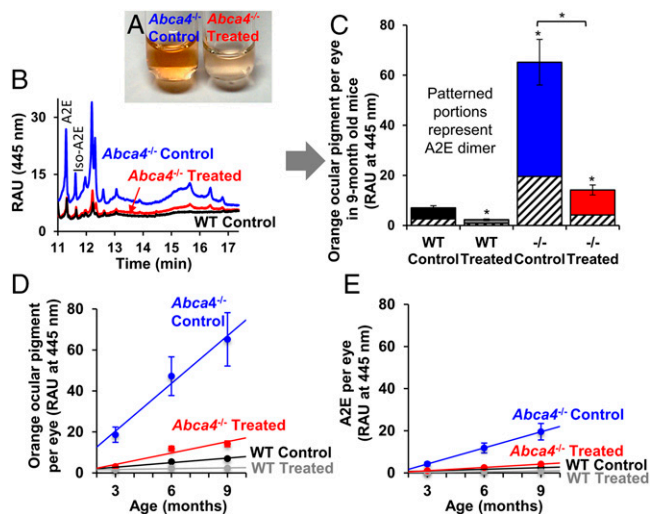 A
Abca4-/-
Control
Abca4-/-
Treated
B
RAU (445 nm)
30
15
0
A2E
Iso-A2E
Abca4-/- Control
Abca4-/- Treated
WT Control
11 12 13 14 15 16 17
Time (min)
C
Orange ocular pigment per eye
in 9-month old mice
(RAU at 445 nm)
80
60
40
20
0
Patterned
portions
represent
A2E dimer
*
*
*
*
WT
Control
WT
Treated
-/-
Control
-/-
Treated
D
Orange ocular pigment
per eye (RAU at 445 nm)
80
60
40
20
0
Abca4-/-
Control
Abca4-/- Treated
WT Control
WT Treated
3 6 9
Age (months)
E
A2E per eye
(RAU at 445 nm)
80
60
40
20
0
Abca4-/- Control
Abca4-/- Treated
WT Control
WT Treated
3 6 9
Age (months)